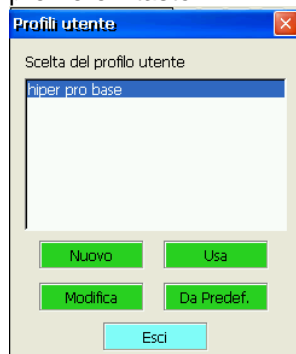 Profili utente
Scelta del profilo utente
hiper pro base
Nuovo
Usa
Modifica
Da Predef.
Esci